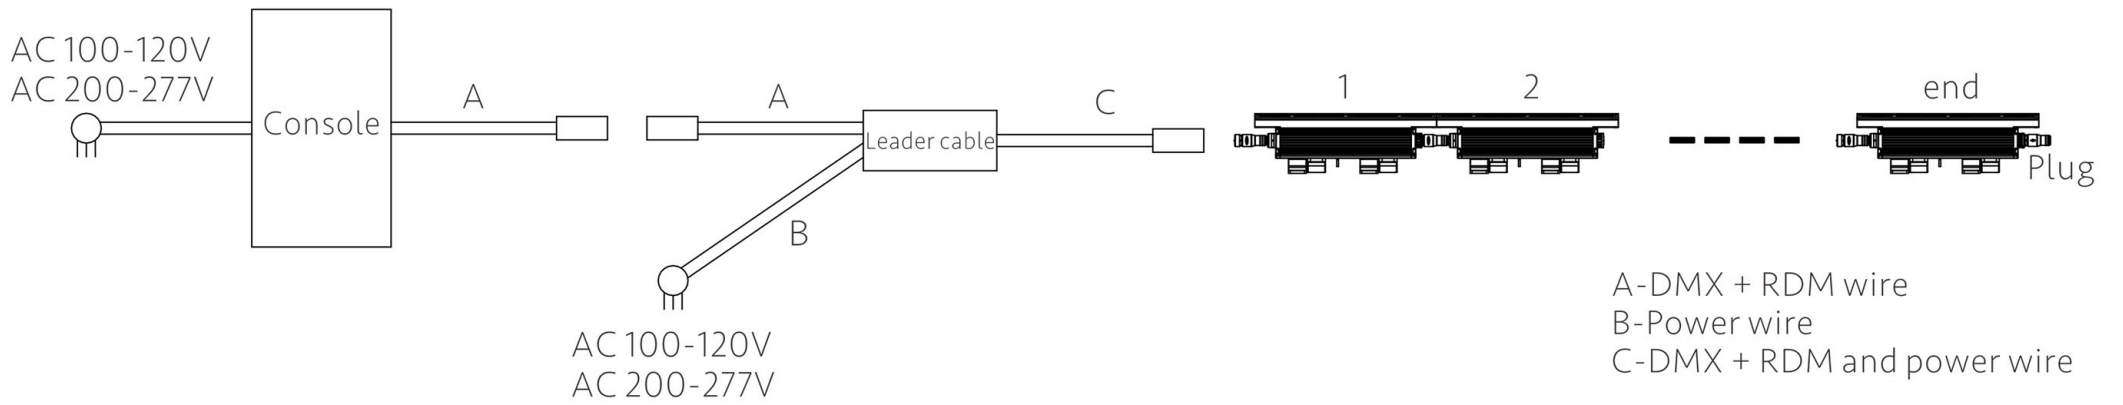 AC 100-120V
AC 200-277V
Console
A
A
Leader cable
B
AC 100-120V
AC 200-277V
C
1
2
end
Plug
A-DMX + RDM wire
B-Power wire
C-DMX + RDM and power wire